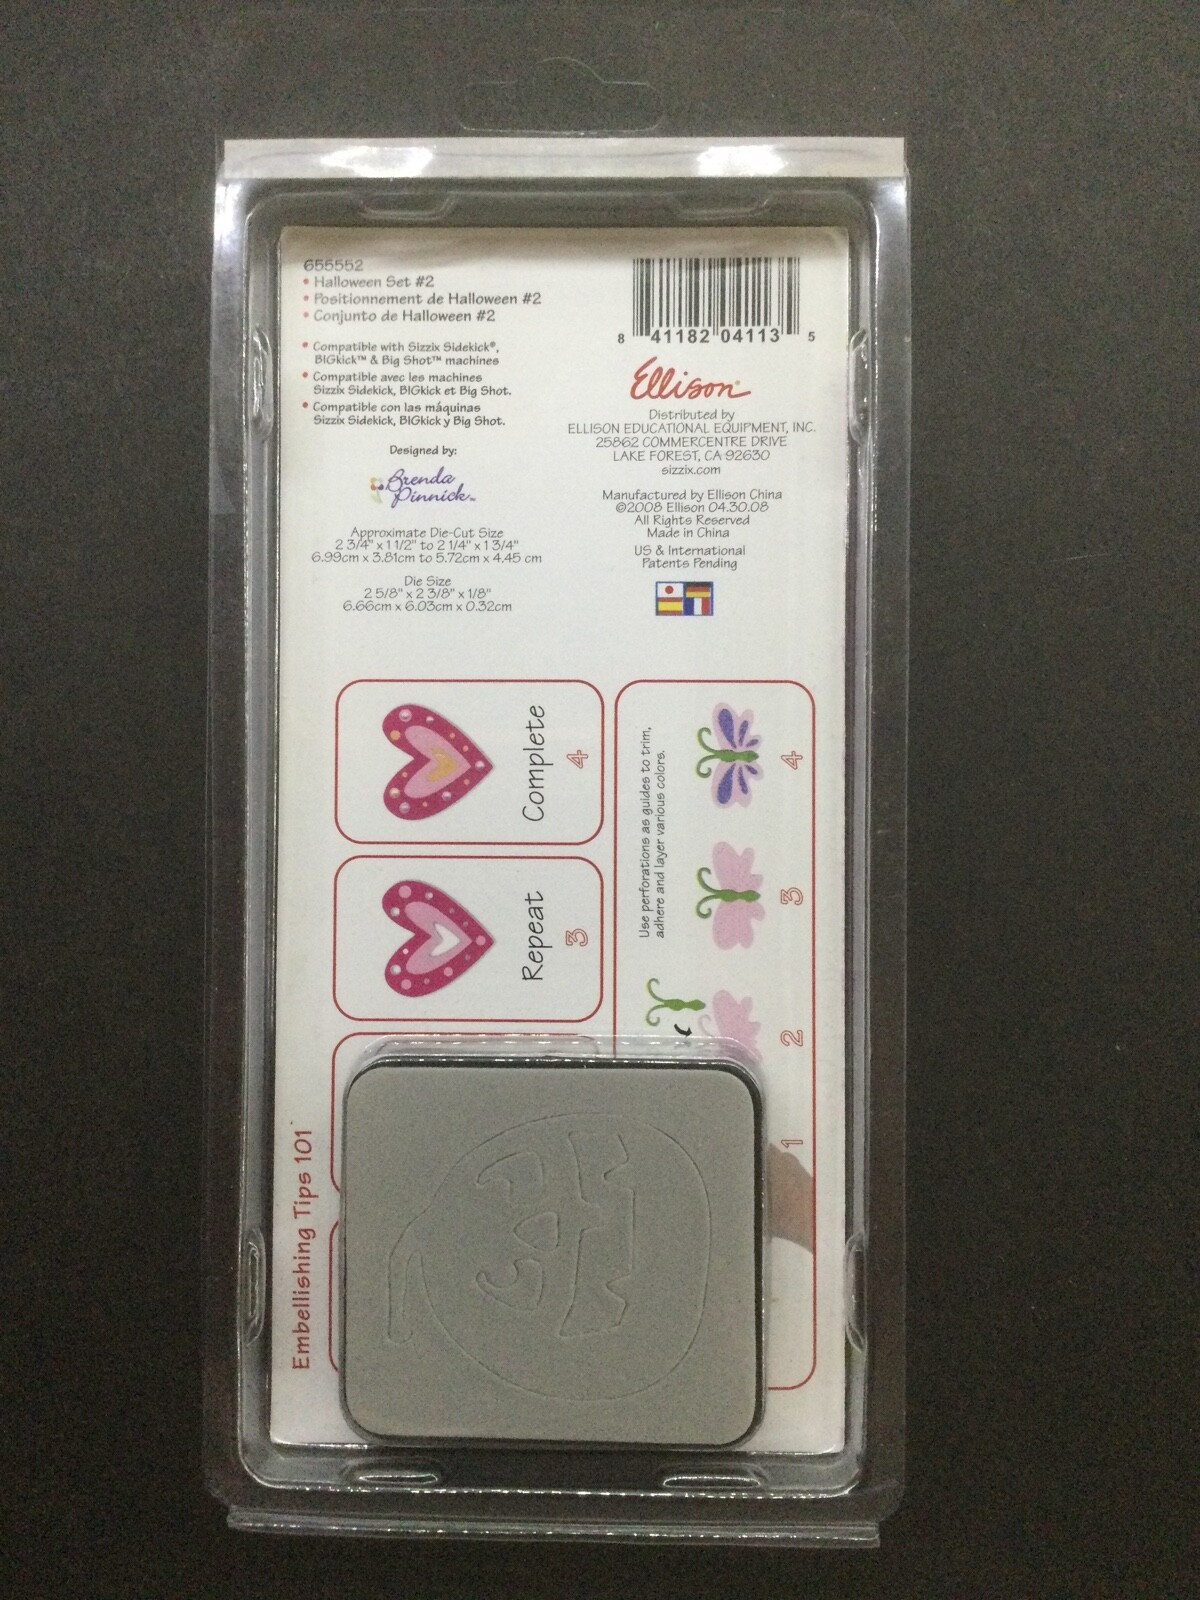 655552
• Halloween Set #2
• Positionnement de Halloween #2
• Conjunto de Halloween #2
• Compatible with Sizzix Sidekick®,
BIGkick™ & Big Shot™ machines
• Compatible avec les machines
Sizzix Sidekick, BIGkick et Big Shot.
• Compatible con las máquinas
Sizzix Sidekick, BIGkick y Big Shot.
Designed by:
Brenda
Pinnick™
Approximate Die-Cut Size
2 3/4" x 1 1/2" to 2 1/4" x 1 3/4"
6.99cm x 3.81cm to 5.72cm x 4.45 cm
Die Size
2 5/8" x 2 3/8" x 1/8"
6.66cm x 6.03cm x 0.32cm
8 41182 04113 5
Ellison®
Distributed by
ELLISON EDUCATIONAL EQUIPMENT, INC.
25862 COMMERCENTRE DRIVE
LAKE FOREST, CA 92630
sizzix.com
Manufactured by Ellison China
©2008 Ellison 04.30.08
All Rights Reserved
Made in China
US & International
Patents Pending
Embellishing Tips 101
Repeat
3
Complete
4
Use perforations as guides to trim,
adhere and layer various colors.
1
2
3
4